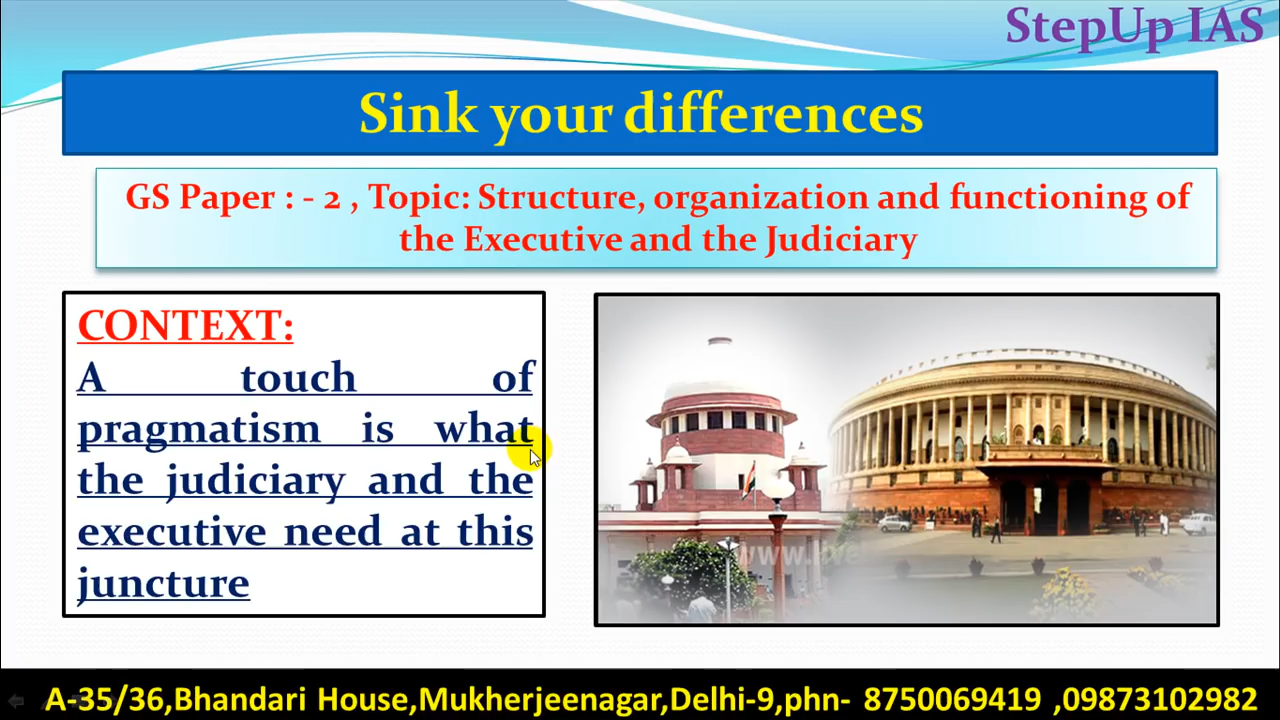 StepUp IAS
Sink your differences
GS Paper : - 2 , Topic: Structure, organization and functioning of
the Executive and the Judiciary
CONTEXT:
A touch of
pragmatism is what
the judiciary and the
executive need at this
juncture
A-35/36,Bhandari House,Mukherjeenagar,Delhi-9,phn- 8750069419 ,09873102982